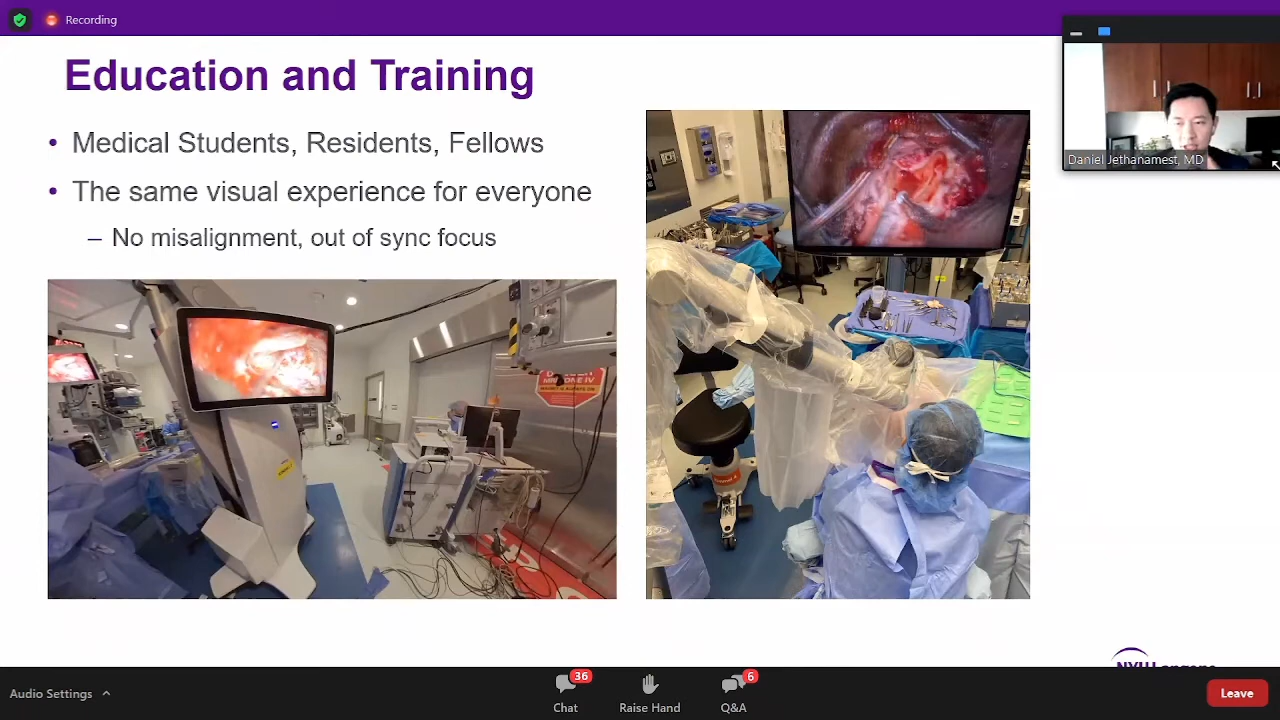 Recording
Education and Training
• Medical Students, Residents, Fellows
• The same visual experience for everyone
– No misalignment, out of sync focus
Daniel Jethanamest, MD
Audio Settings
36
Chat
Raise Hand
6
Q&A
Leave